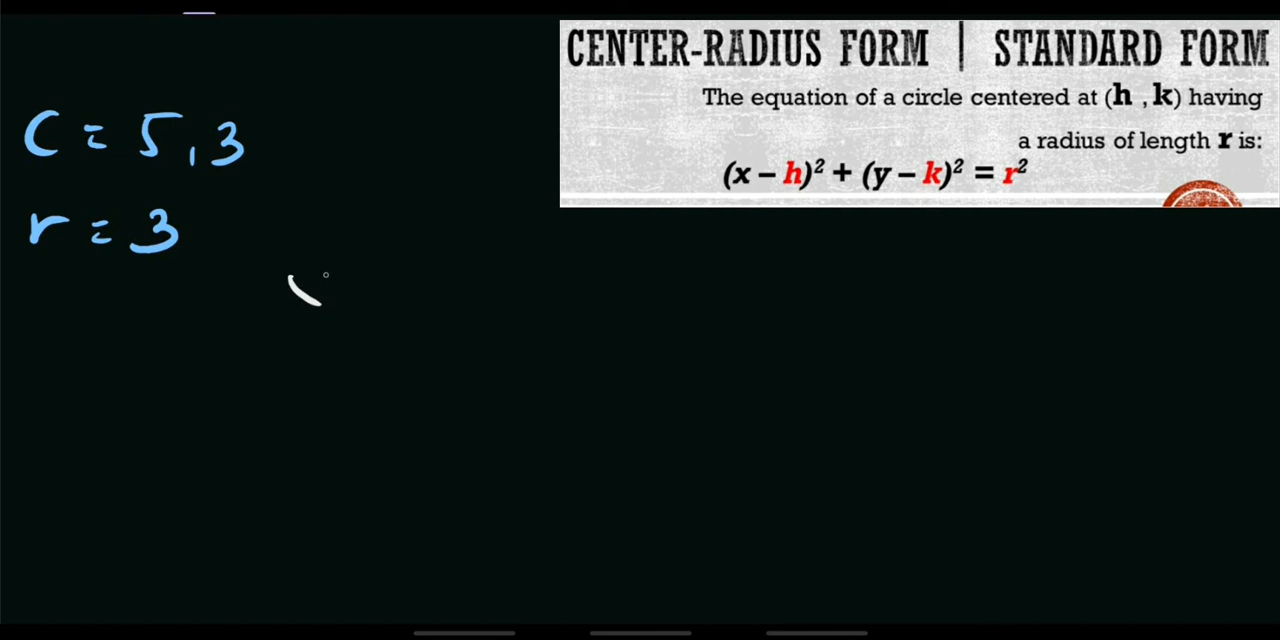 CENTER-RADIUS FORM | STANDARD FORM
The equation of a circle centered at (h , k) having
a radius of length r is:
(x – h)² + (y – k)² = r²
C = 5, 3
r = 3
(